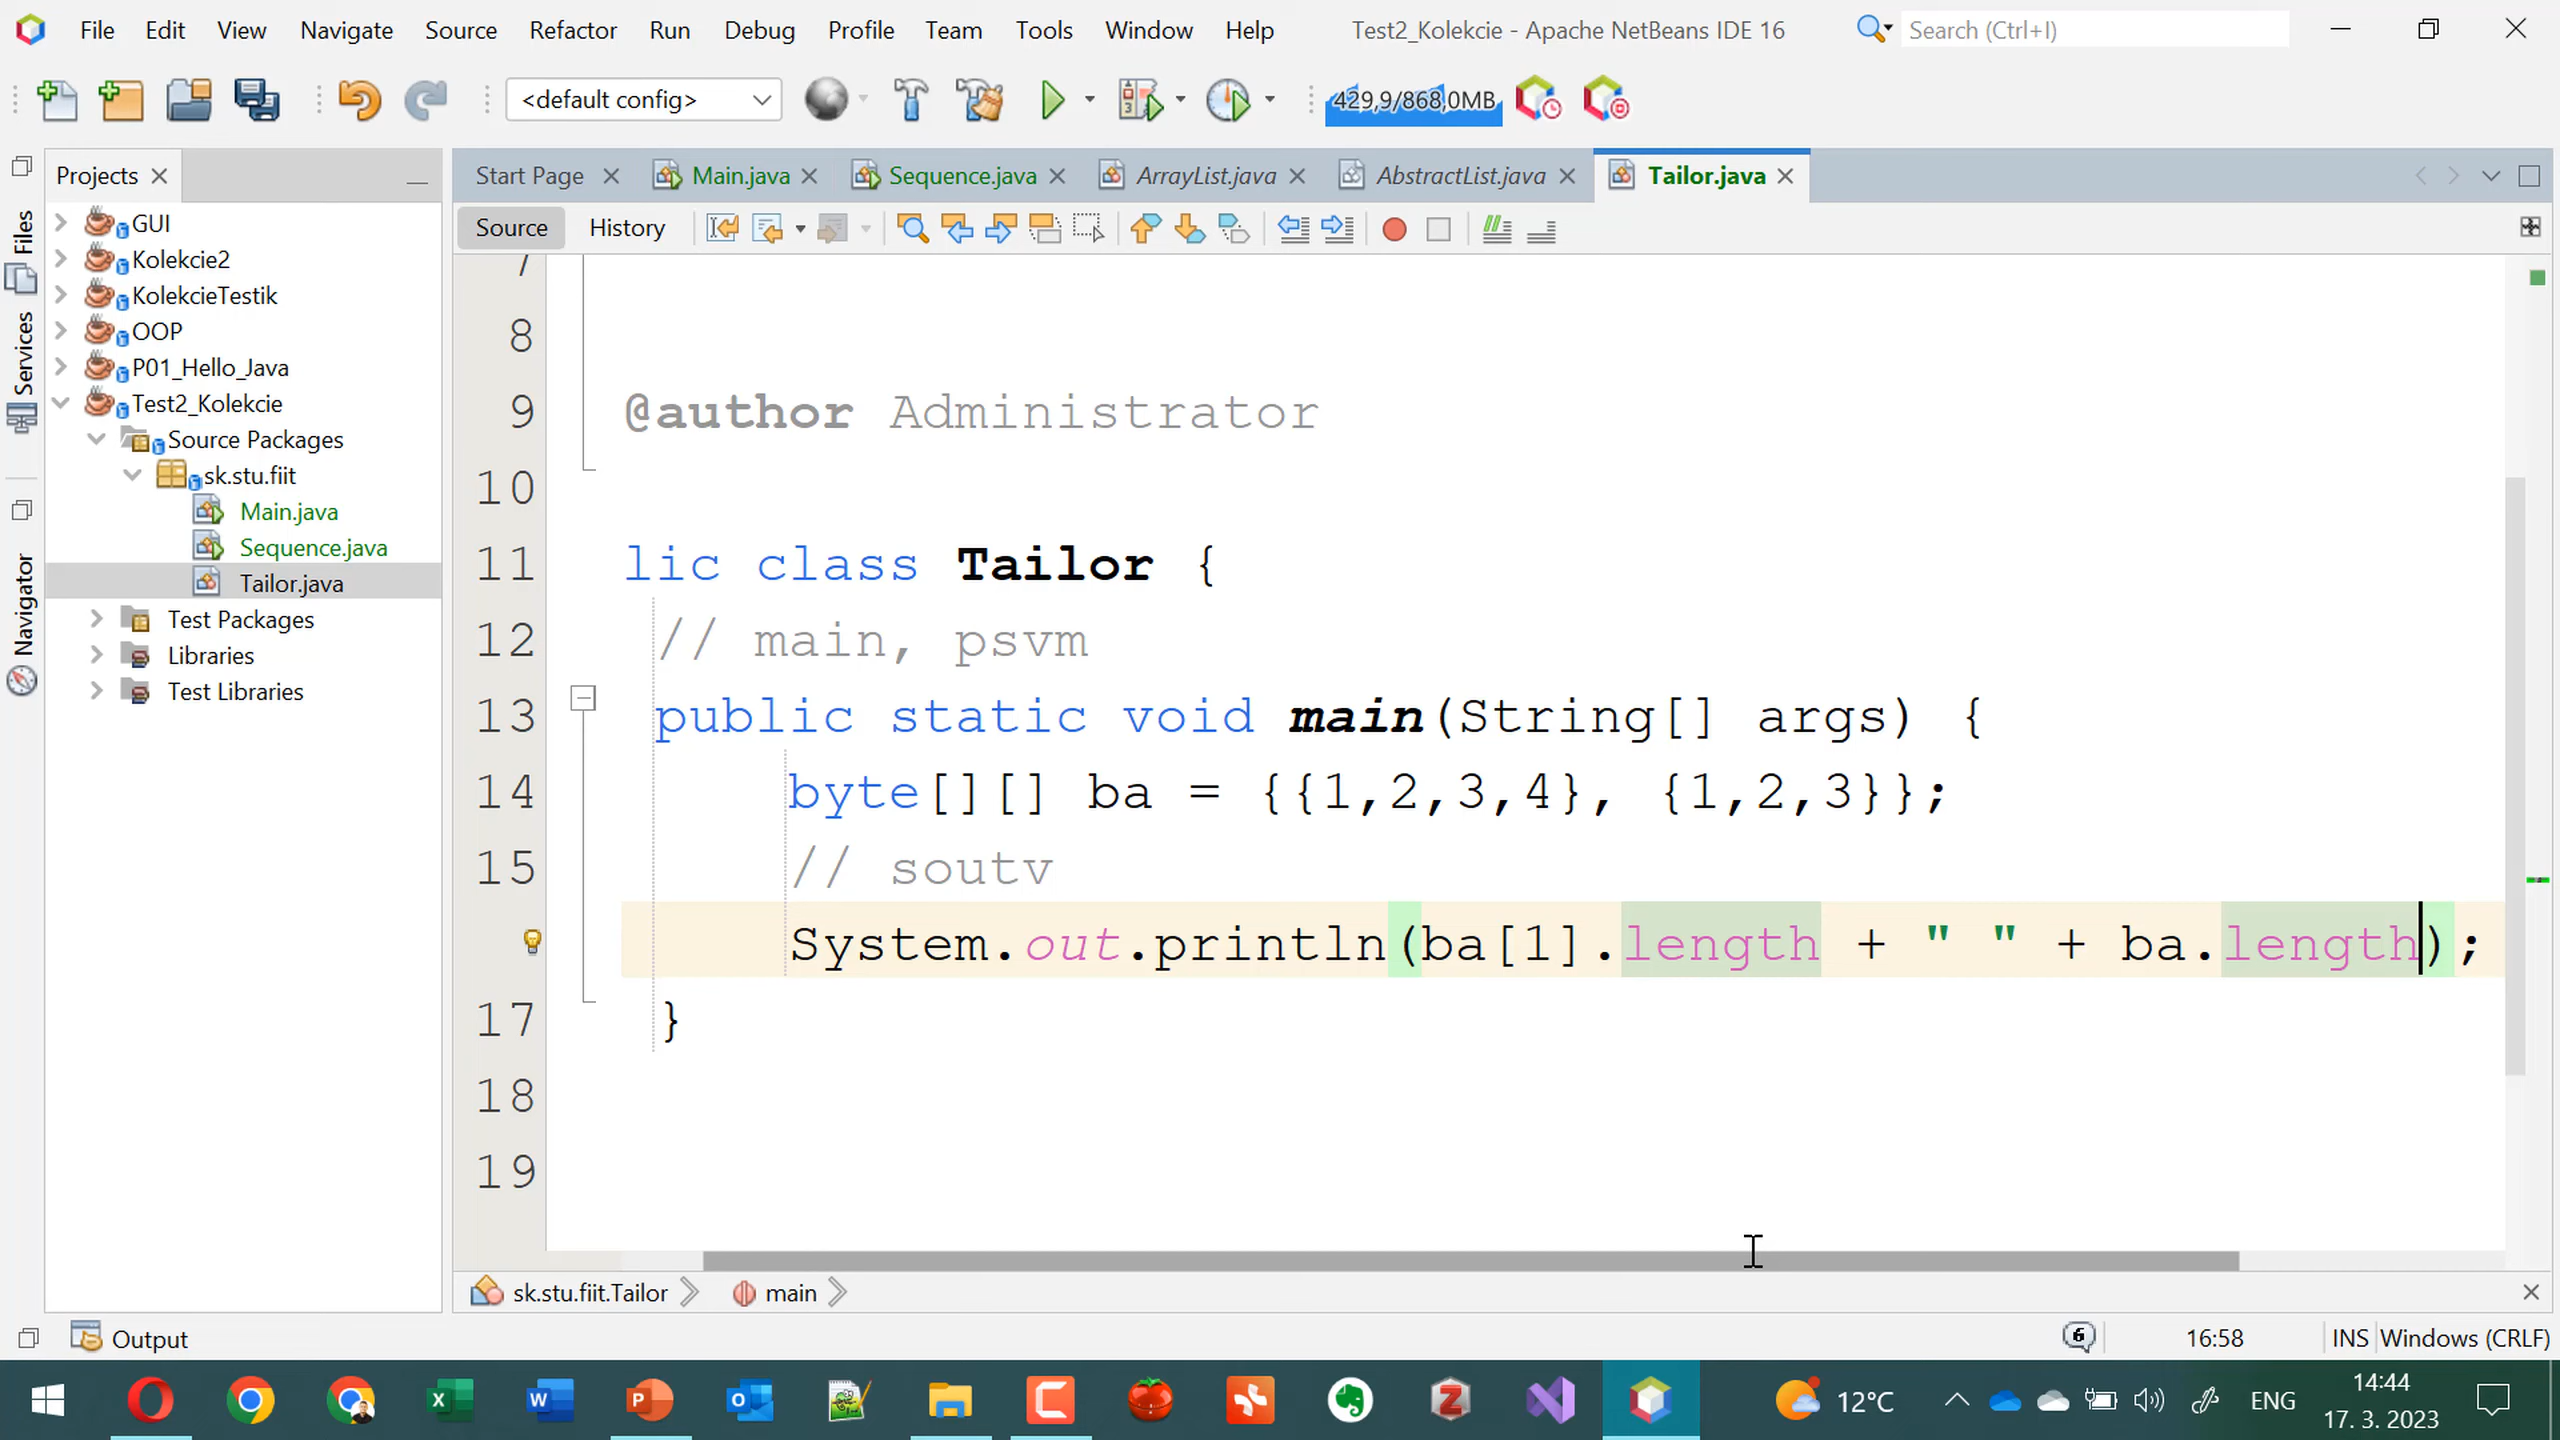 File Edit View Navigate Source Refactor Run Debug Profile Team Tools Window Help Test2_Kolekcie - Apache NetBeans IDE 16 Search (Ctrl+I)
<default config> 429,9/868,0MB
Projects
Files
Services
Navigator
GUI
Kolekcie2
KolekcieTestik
OOP
P01_Hello_Java
Test2_Kolekcie
Source Packages
sk.stu.fiit
Main.java
Sequence.java
Tailor.java
Test Packages
Libraries
Test Libraries
Start Page Main.java Sequence.java ArrayList.java AbstractList.java Tailor.java
Source History
7
8
9 @author Administrator
10
11 lic class Tailor {
12 // main, psvm
13 public static void main(String[] args) {
14 byte[][] ba = {{1,2,3,4}, {1,2,3}};
15 // soutv
System.out.println(ba[1].length + " " + ba.length);
17 }
18
19
sk.stu.fiit.Tailor main
Output 6 16:58 INS Windows (CRLF)
12°C ENG 14:44
17. 3. 2023